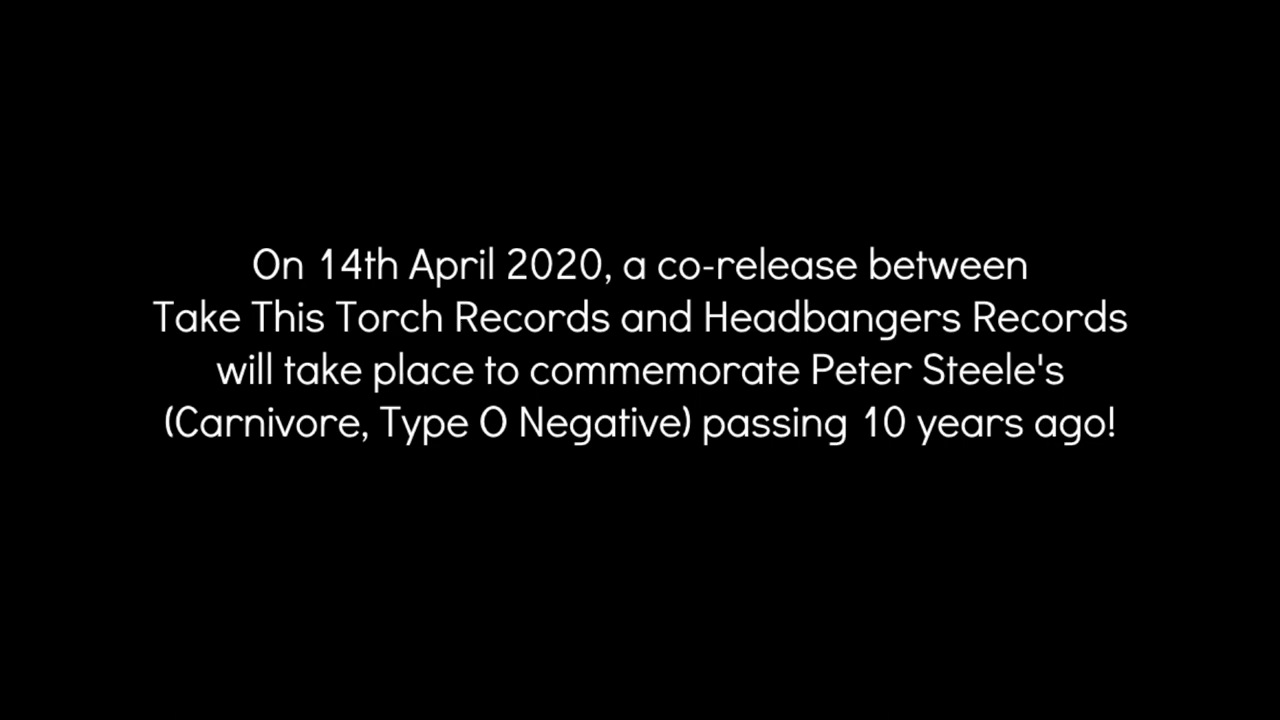 On 14th April 2020, a co-release between
Take This Torch Records and Headbangers Records
will take place to commemorate Peter Steele's
(Carnivore, Type O Negative) passing 10 years ago!